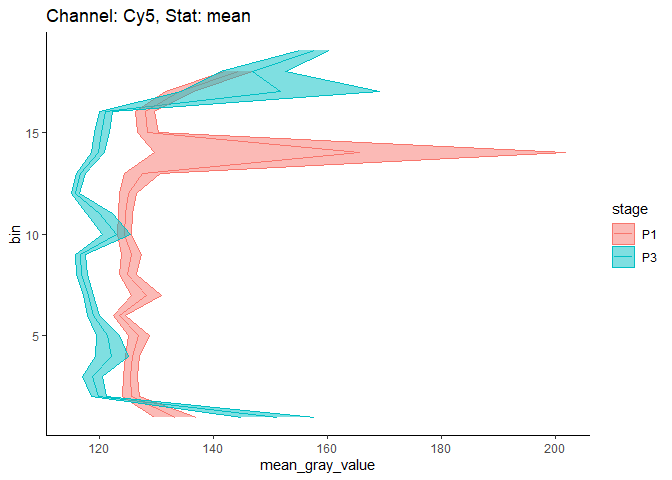 Channel: Cy5, Stat: mean
15
10
5
bin
120 140 160 180 200
mean_gray_value
stage
P1
P3